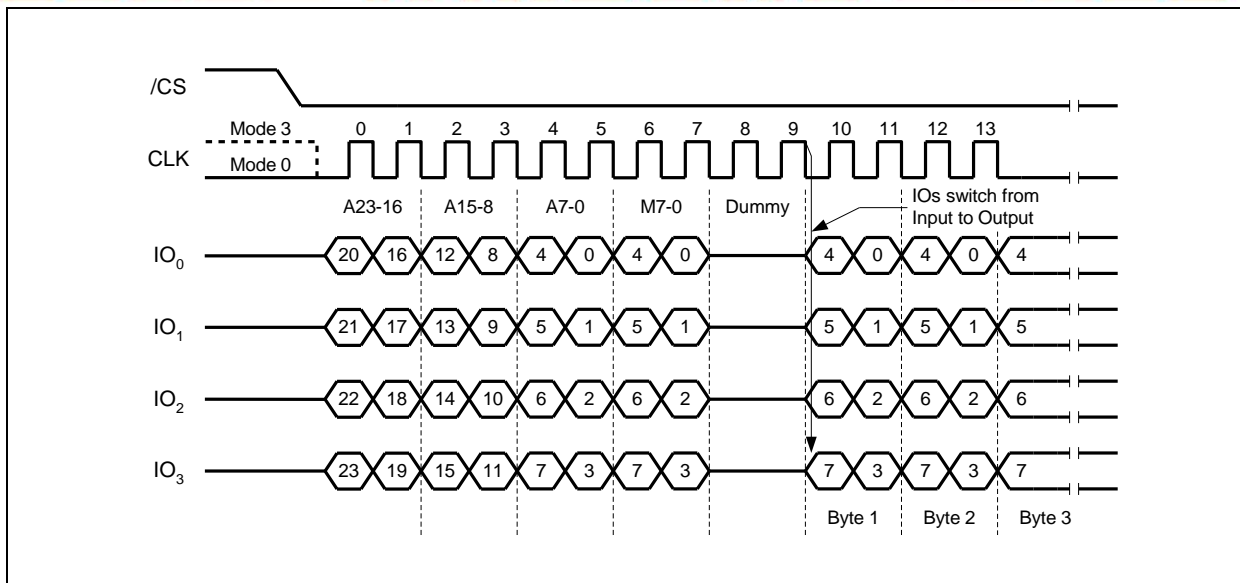 /CS
Mode 3 0 1 2 3 4 5 6 7 8 9 10 11 12 13
CLK
Mode 0
A23-16 A15-8 A7-0 M7-0 Dummy
IOs switch from
Input to Output
IO0 20 16 12 8 4 0 4 0 4 0 4 0 4
IO1 21 17 13 9 5 1 5 1 5 1 5 1 5
IO2 22 18 14 10 6 2 6 2 6 2 6 2 6
IO3 23 19 15 11 7 3 7 3 7 3 7 3 7
Byte 1 Byte 2 Byte 3